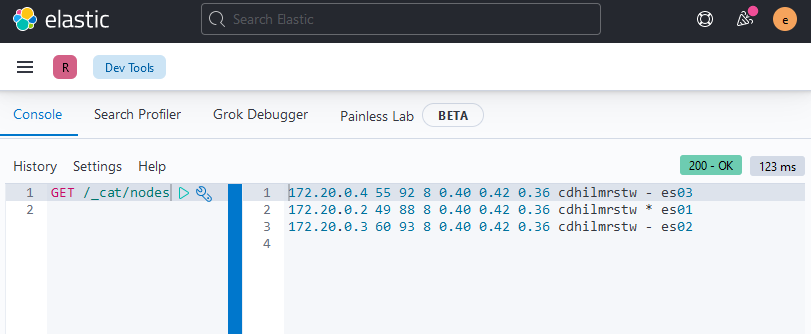 elastic
Search Elastic
e
R
Dev Tools
Console Search Profiler Grok Debugger Painless Lab BETA
History Settings Help
200 - OK 123 ms
1 GET /_cat/nodes
2
1 172.20.0.4 55 92 8 0.40 0.42 0.36 cdhilmrstw - es03
2 172.20.0.2 49 88 8 0.40 0.42 0.36 cdhilmrstw * es01
3 172.20.0.3 60 93 8 0.40 0.42 0.36 cdhilmrstw - es02
4